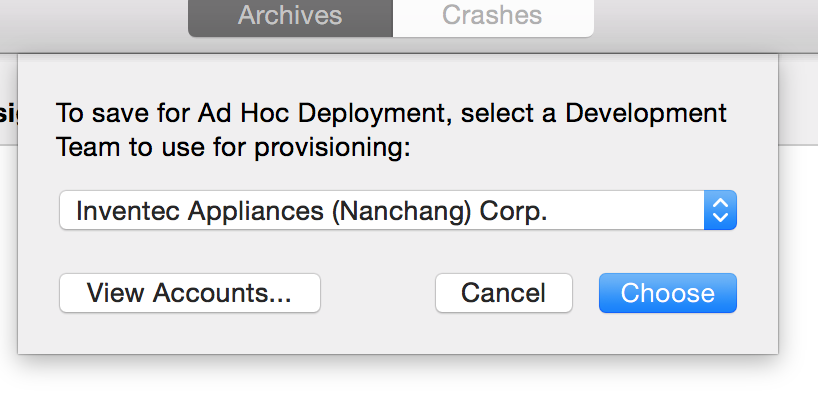 Archives Crashes
To save for Ad Hoc Deployment, select a Development
Team to use for provisioning:
Inventec Appliances (Nanchang) Corp.
View Accounts... Cancel Choose